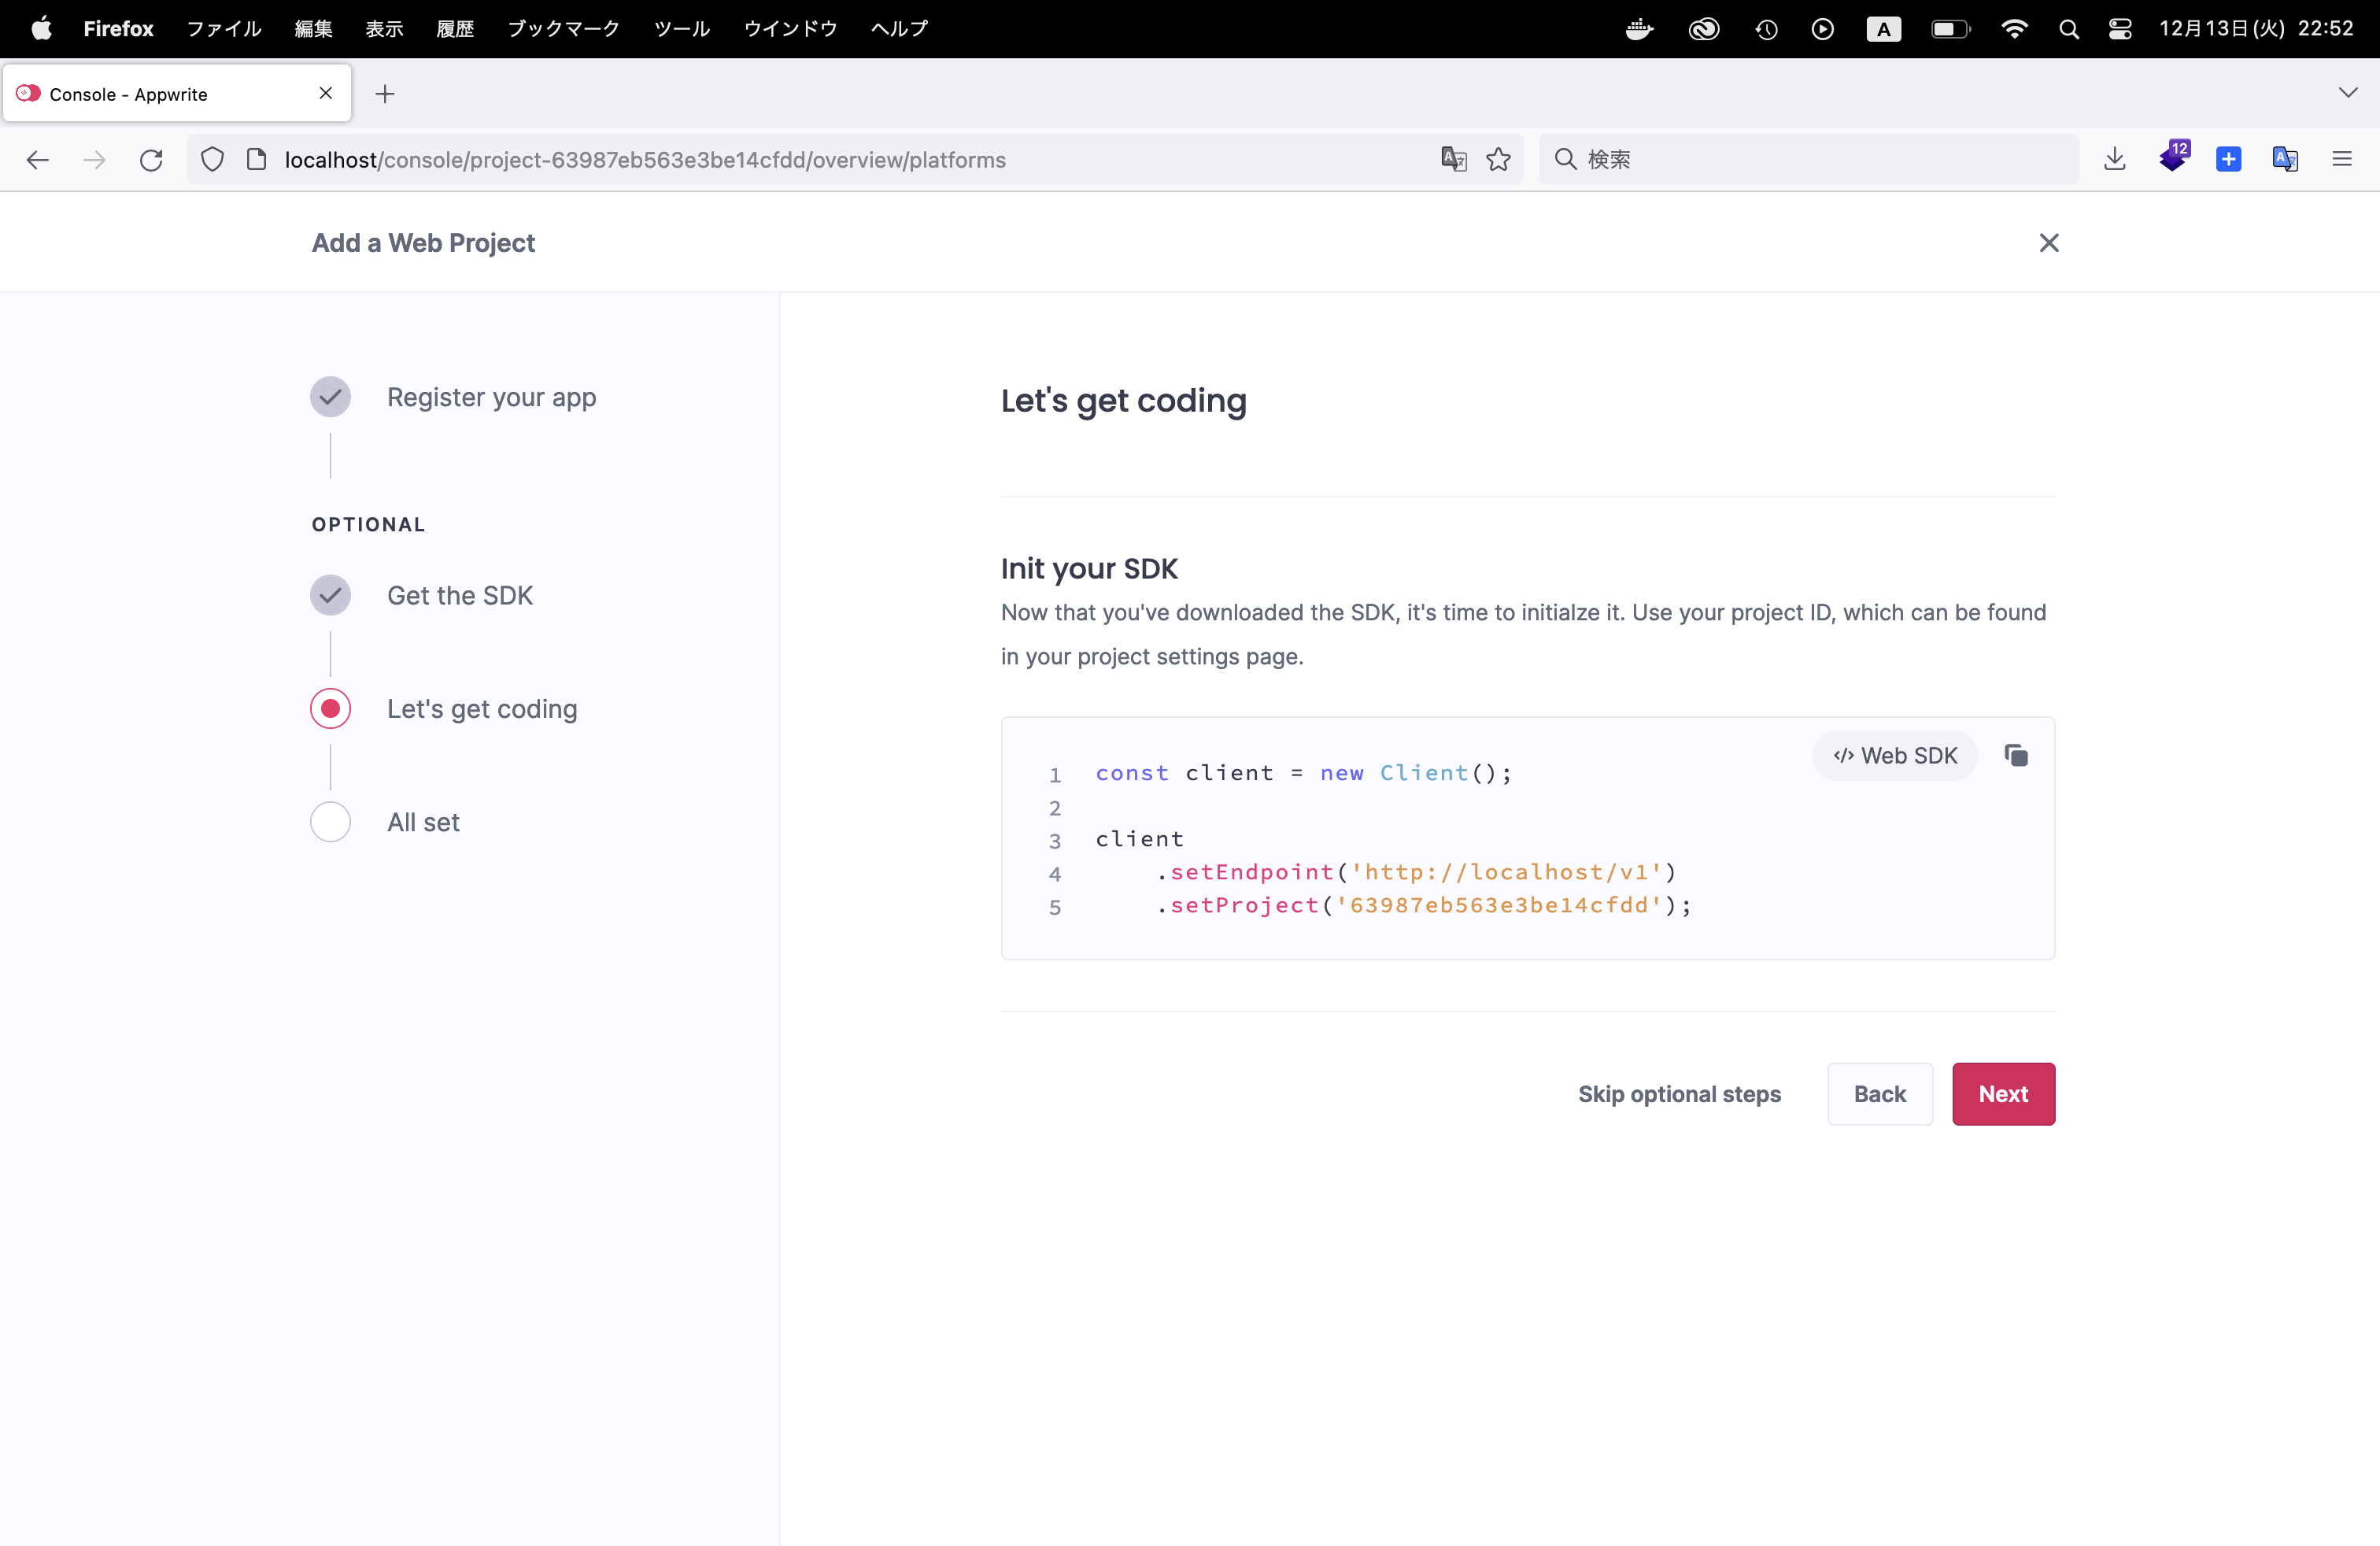 Firefox ファイル 編集 表示 履歴 ブックマーク ツール ウインドウ ヘルプ A 12月13日(火) 22:52
Console - Appwrite
localhost/console/project-63987eb563e3be14cfdd/overview/platforms 検索 12
Add a Web Project
Register your app
OPTIONAL
Get the SDK
Let's get coding
All set
Let's get coding
Init your SDK
Now that you've downloaded the SDK, it's time to initialze it. Use your project ID, which can be found
in your project settings page.
</> Web SDK
1 const client = new Client();
2
3 client
4 .setEndpoint('http://localhost/v1')
5 .setProject('63987eb563e3be14cfdd');
Skip optional steps Back Next